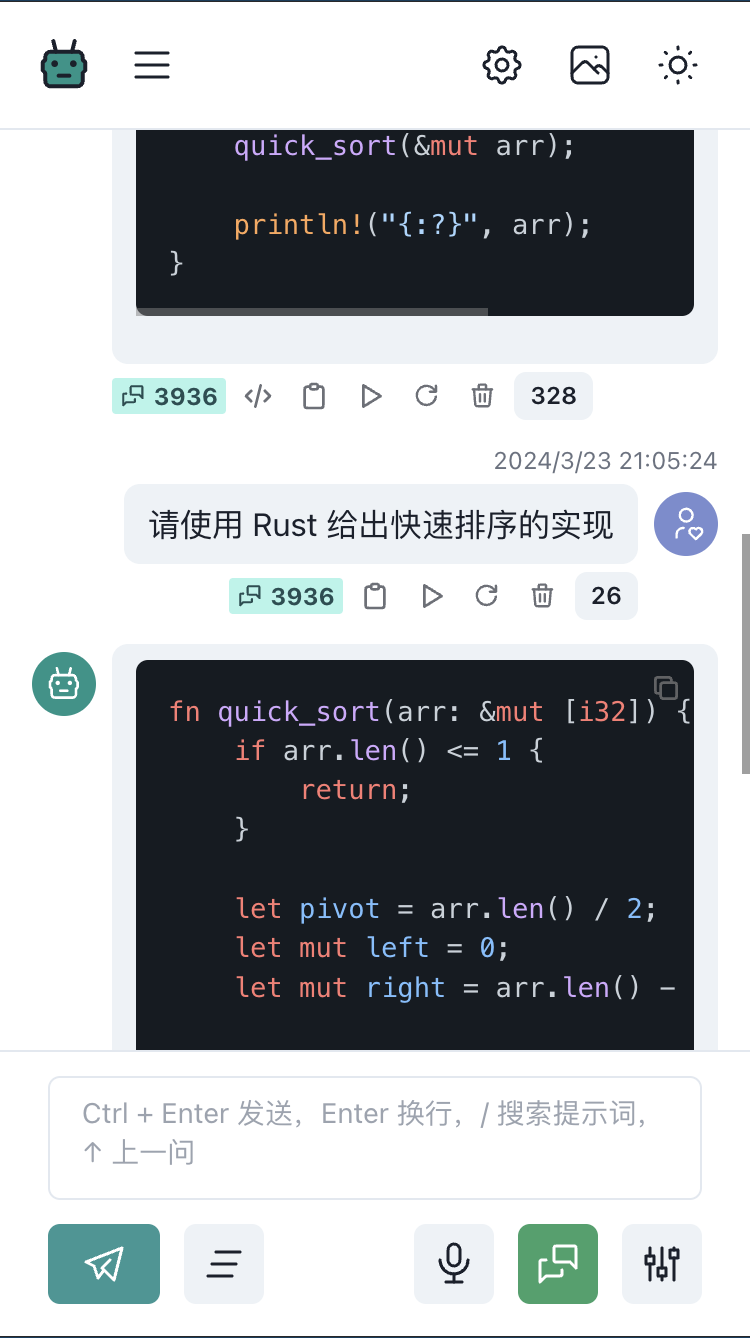 quick_sort(&mut arr);

    println!("{:?}", arr);
}
3936
328
2024/3/23 21:05:24
请使用 Rust 给出快速排序的实现
3936
26
fn quick_sort(arr: &mut [i32]) {
    if arr.len() <= 1 {
        return;
    }

    let pivot = arr.len() / 2;
    let mut left = 0;
    let mut right = arr.len() -
Ctrl + Enter 发送，Enter 换行，/ 搜索提示词，
↑ 上一问